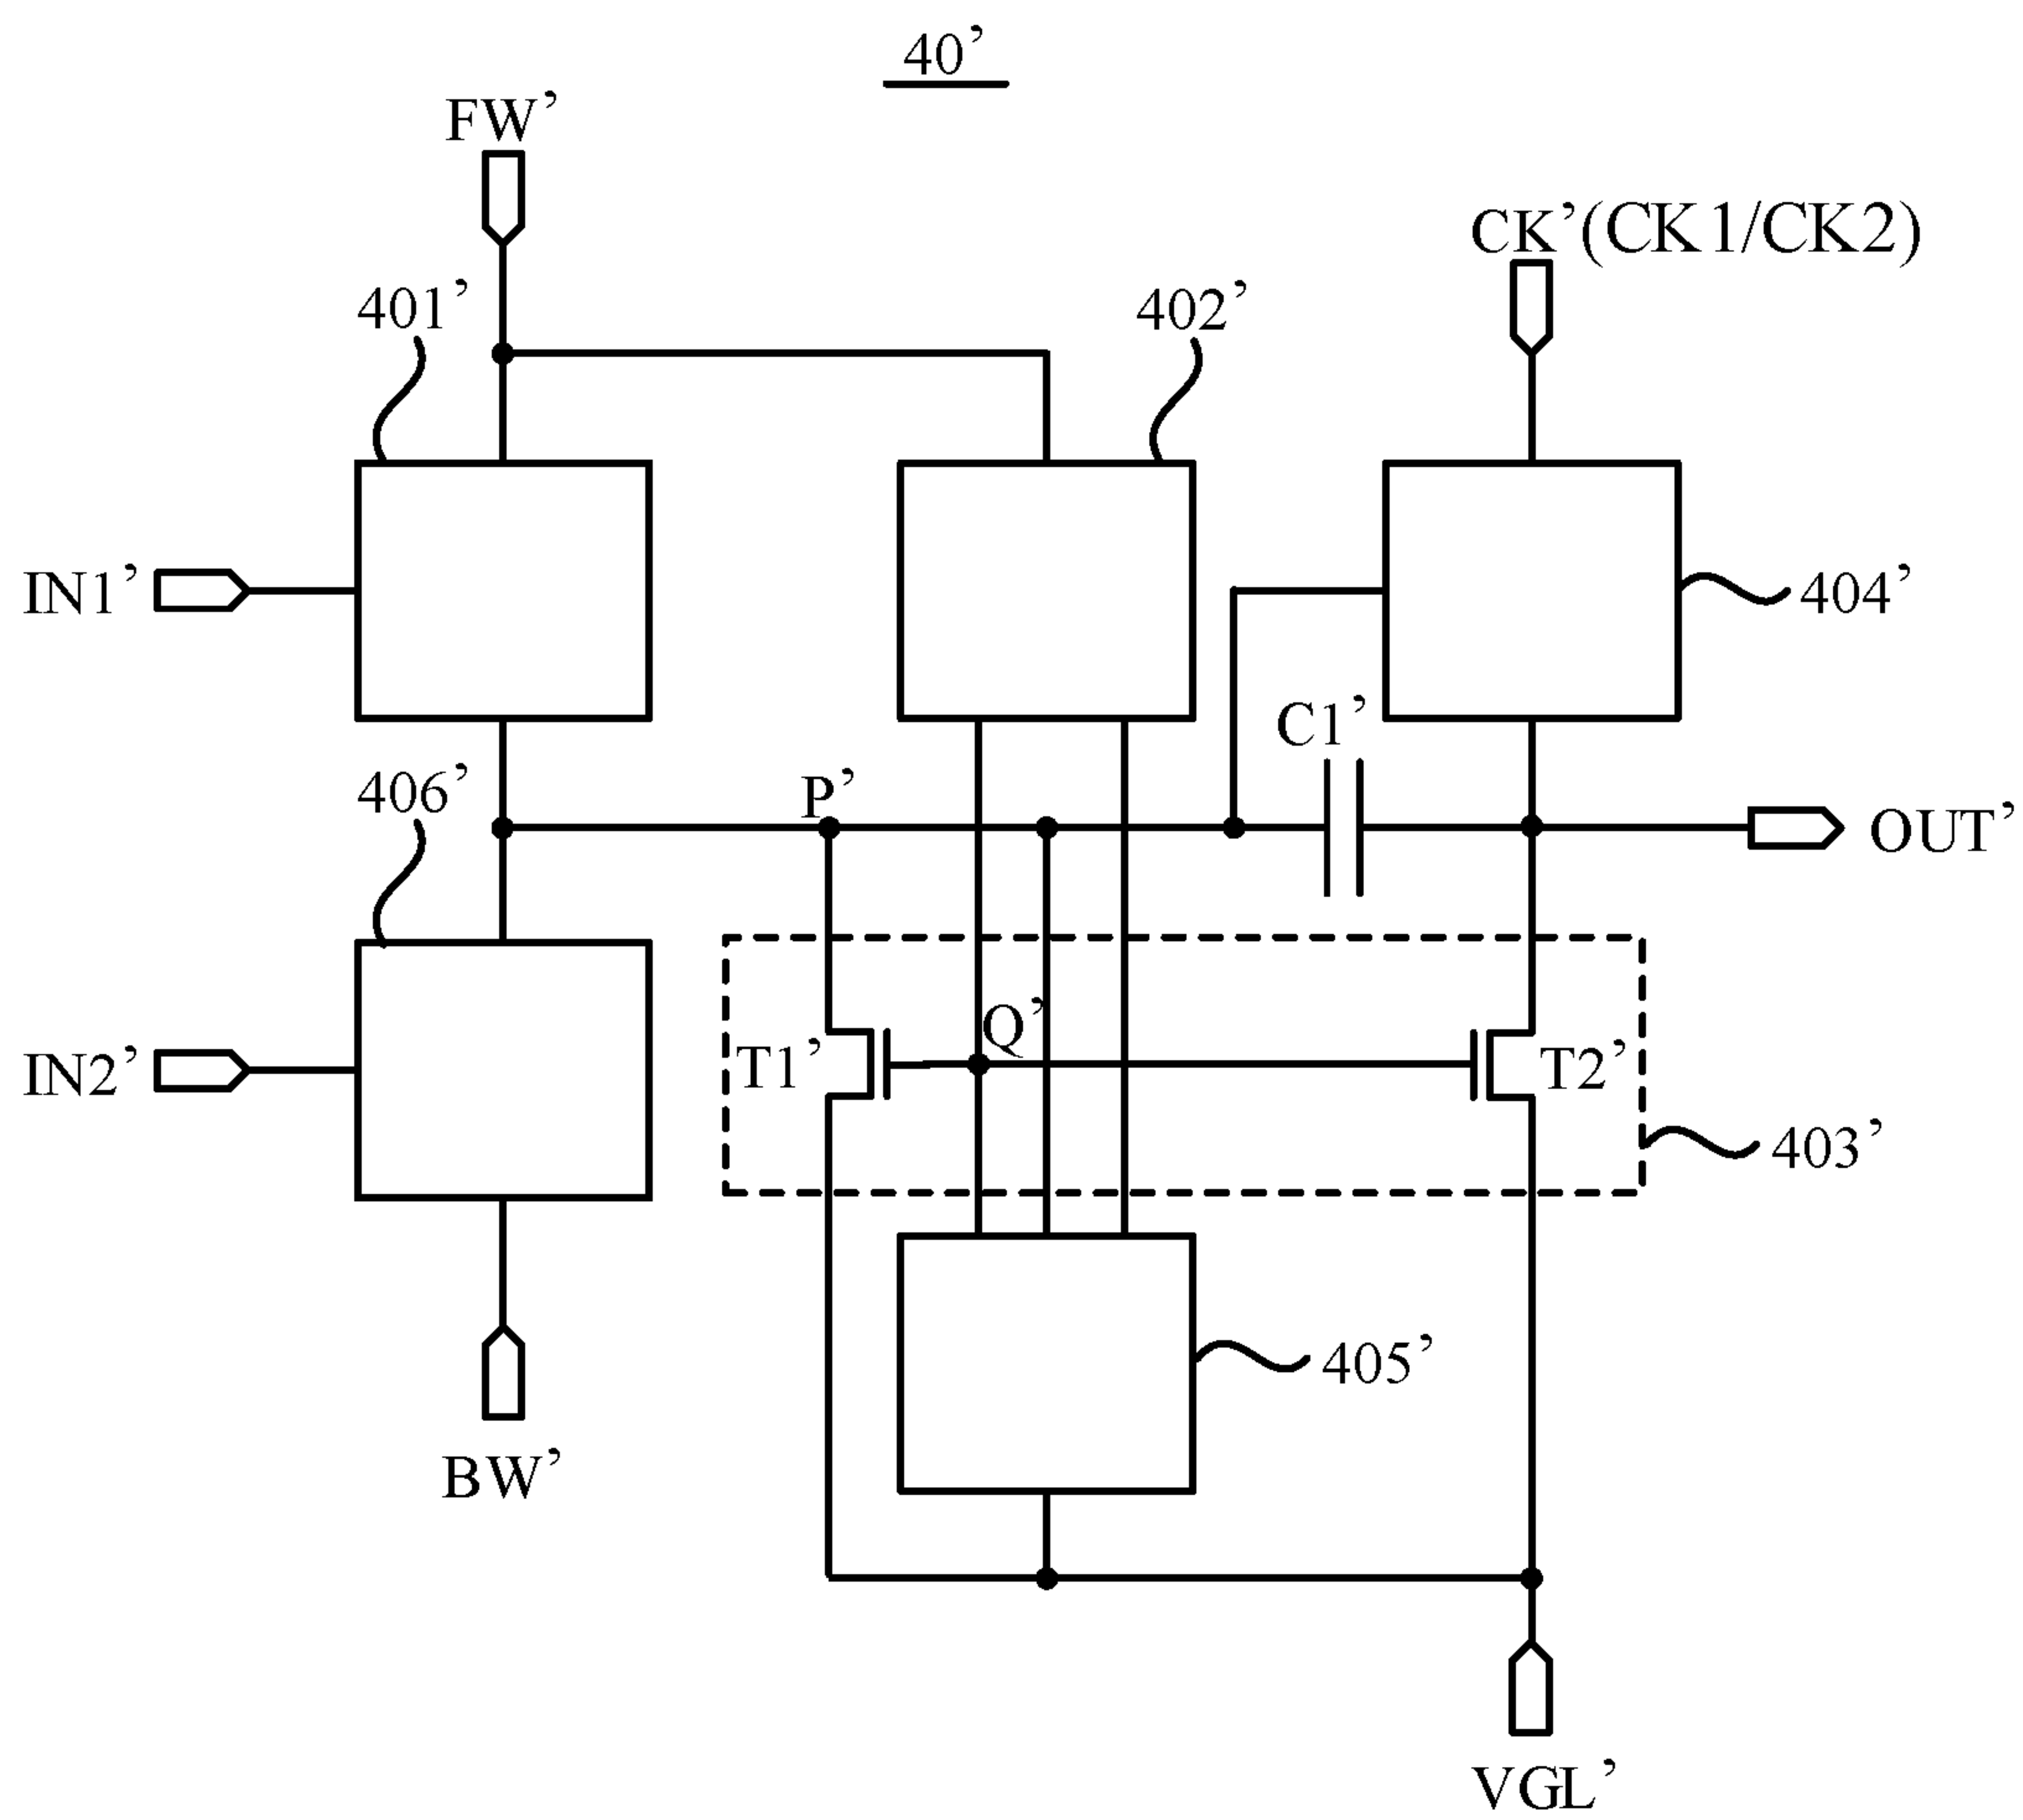 40’
FW’
CK’(CK1/CK2)
401’
402’
IN1’
404’
C1’
406’
P’
OUT’
Q’
T1’
T2’
IN2’
403’
405’
BW’
VGL’